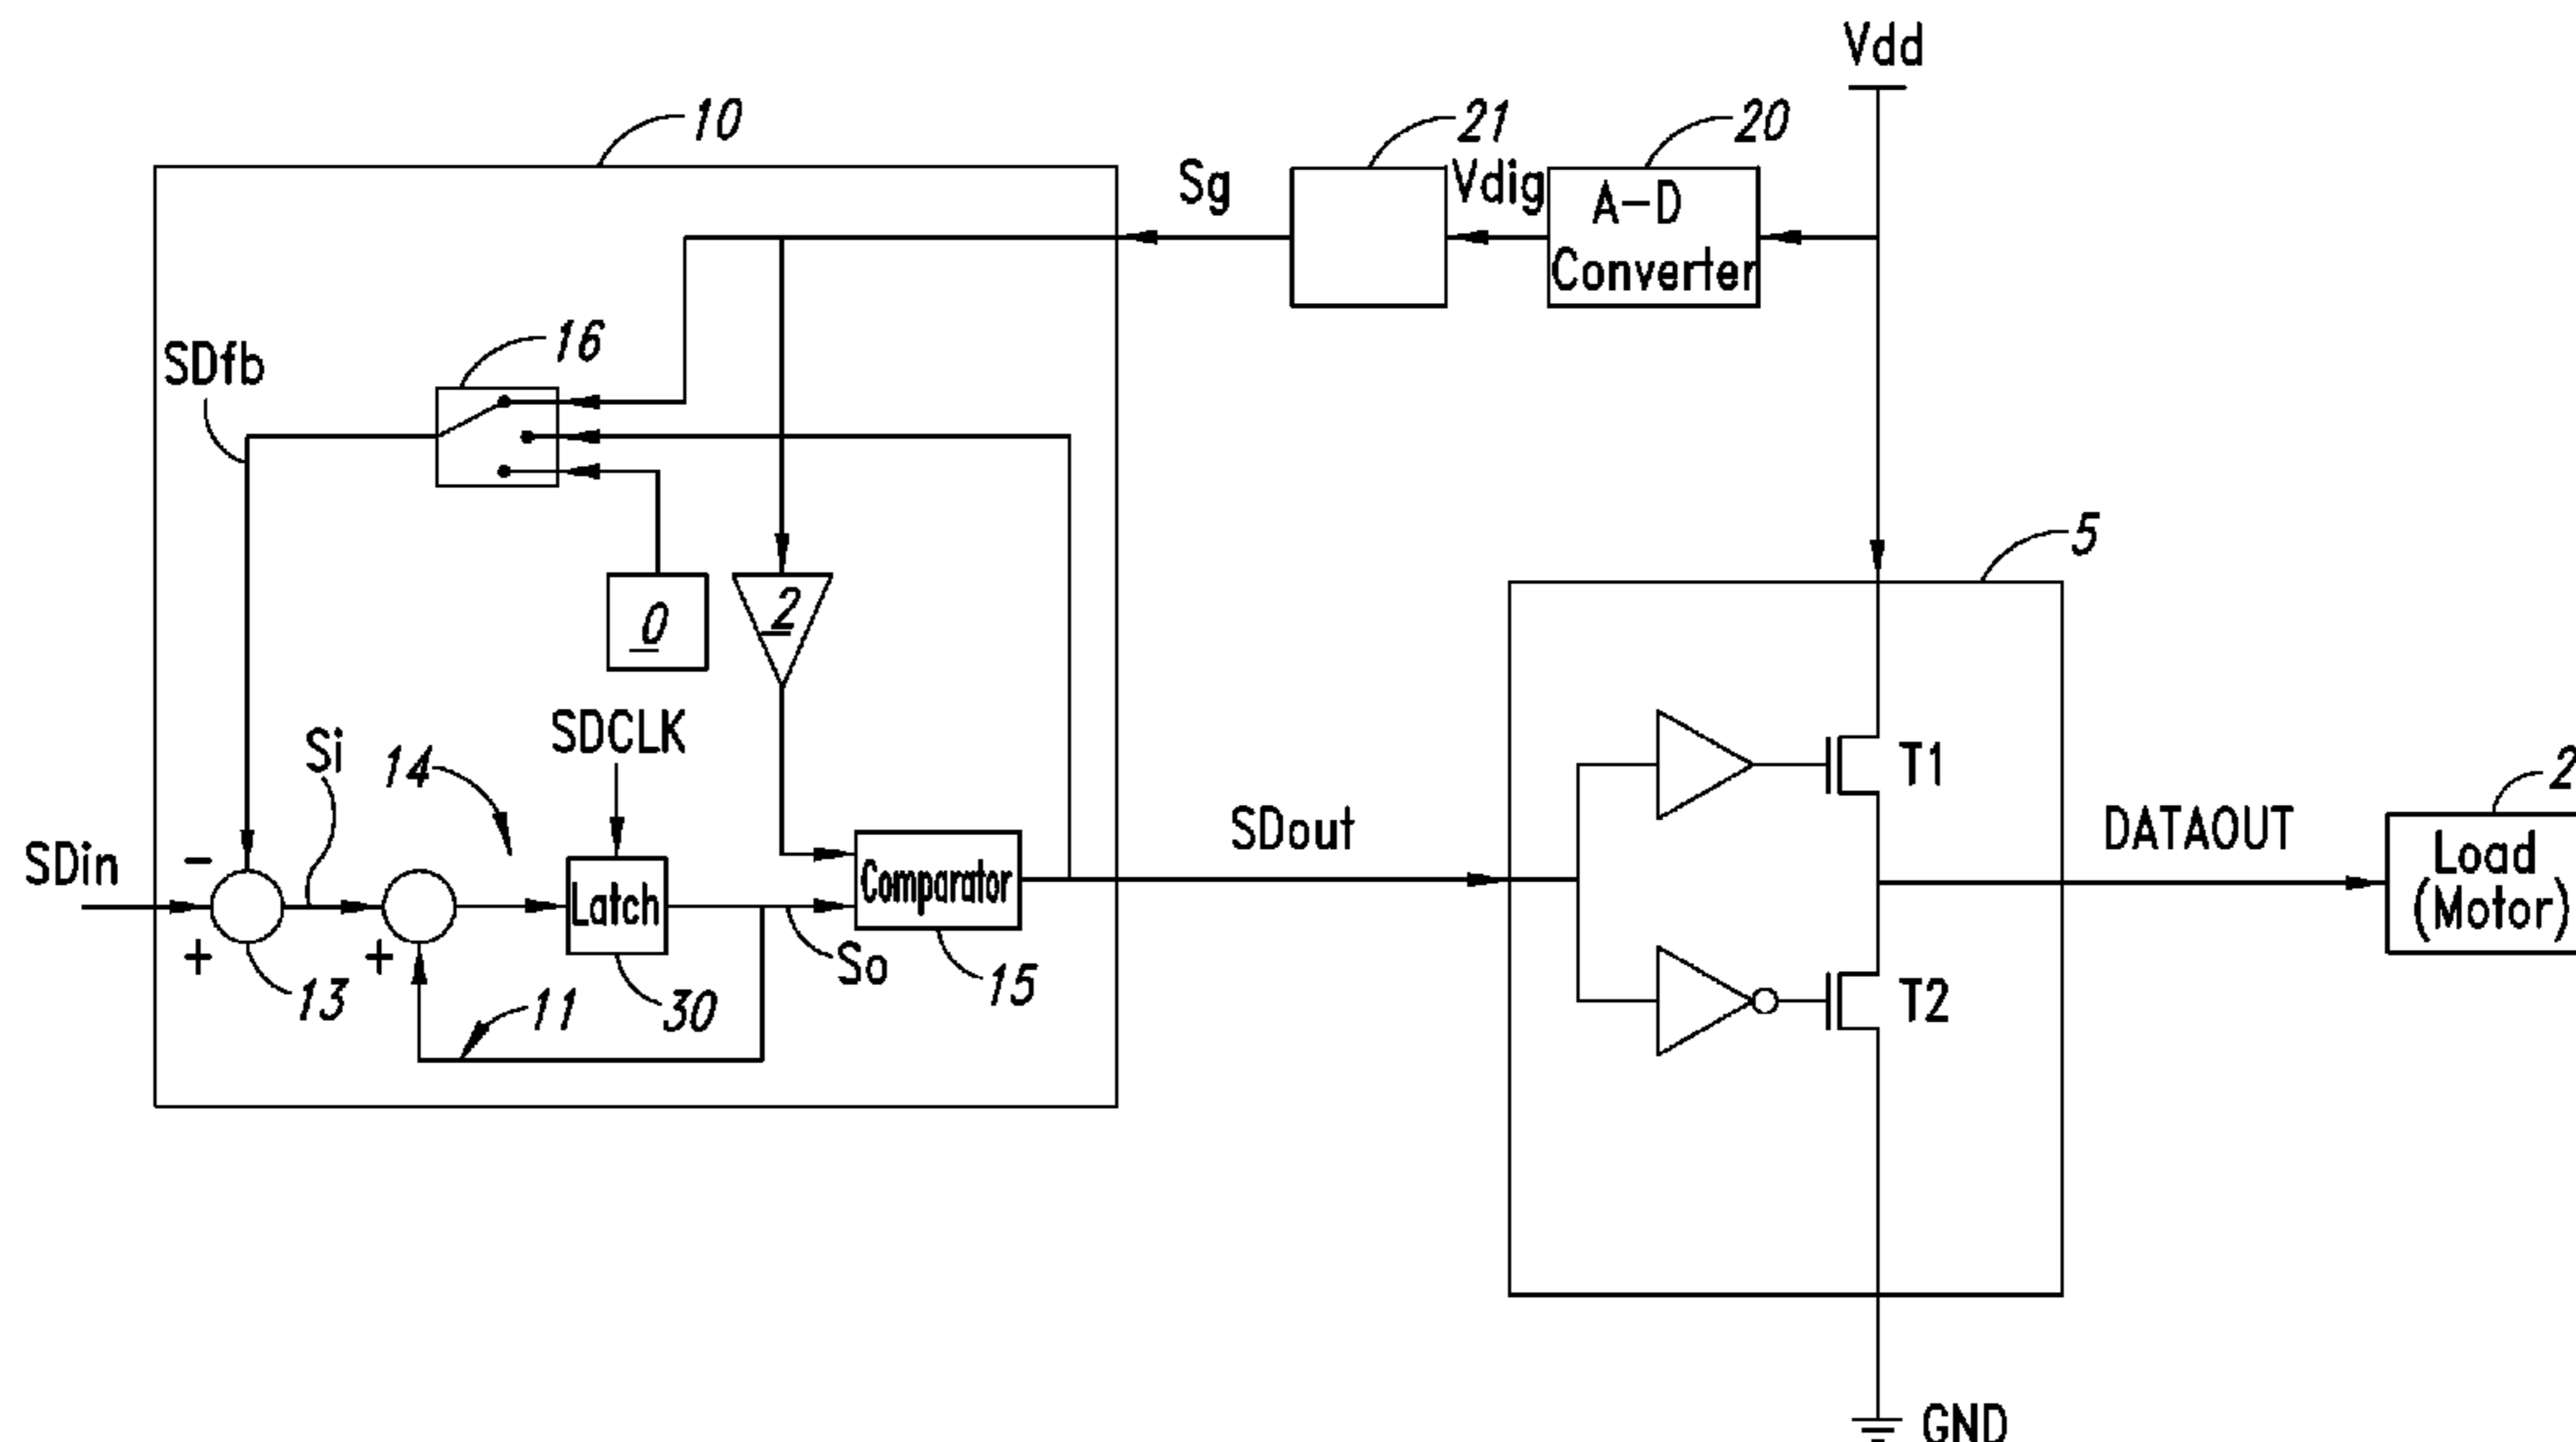 Vdd
10
21
20
Sg
Vdig
A-D
Converter
16
SDfb
5
0
2
SDCLK
Si
14
T1
2
SDin
-
SDout
DATAOUT
Load
(Motor)
Latch
Comparator
+
+
So
13
11
30
15
T2
GND